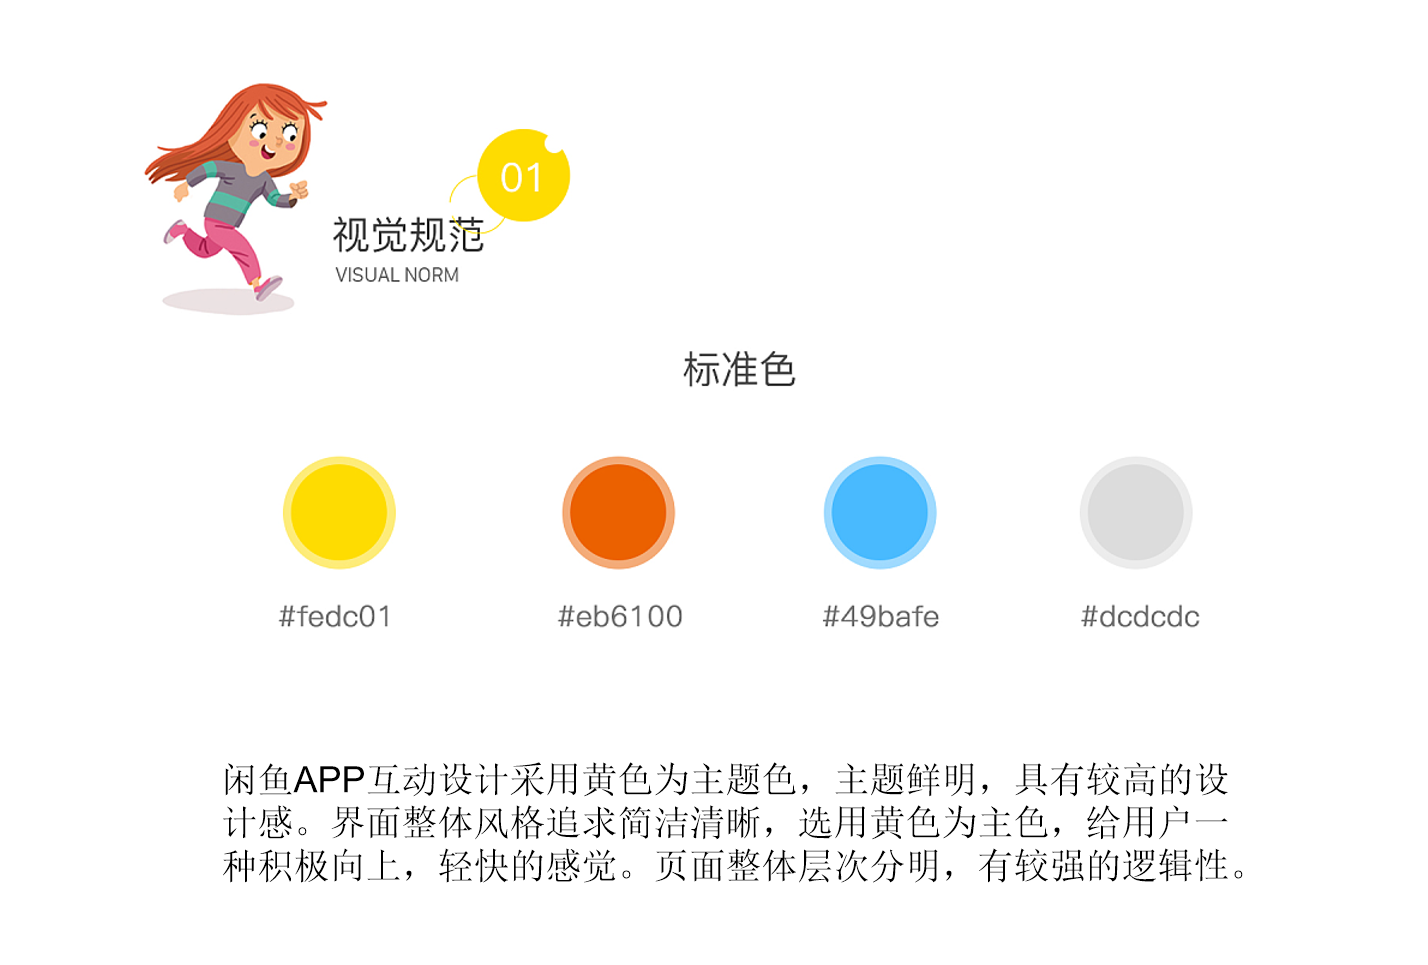 01
视觉规范
VISUAL NORM
标准色
#fedc01 #eb6100 #49bafe #dcdcdc
闲鱼APP互动设计采用黄色为主题色，主题鲜明，具有较高的设
计感。界面整体风格追求简洁清晰，选用黄色为主色，给用户一
种积极向上，轻快的感觉。页面整体层次分明，有较强的逻辑性。